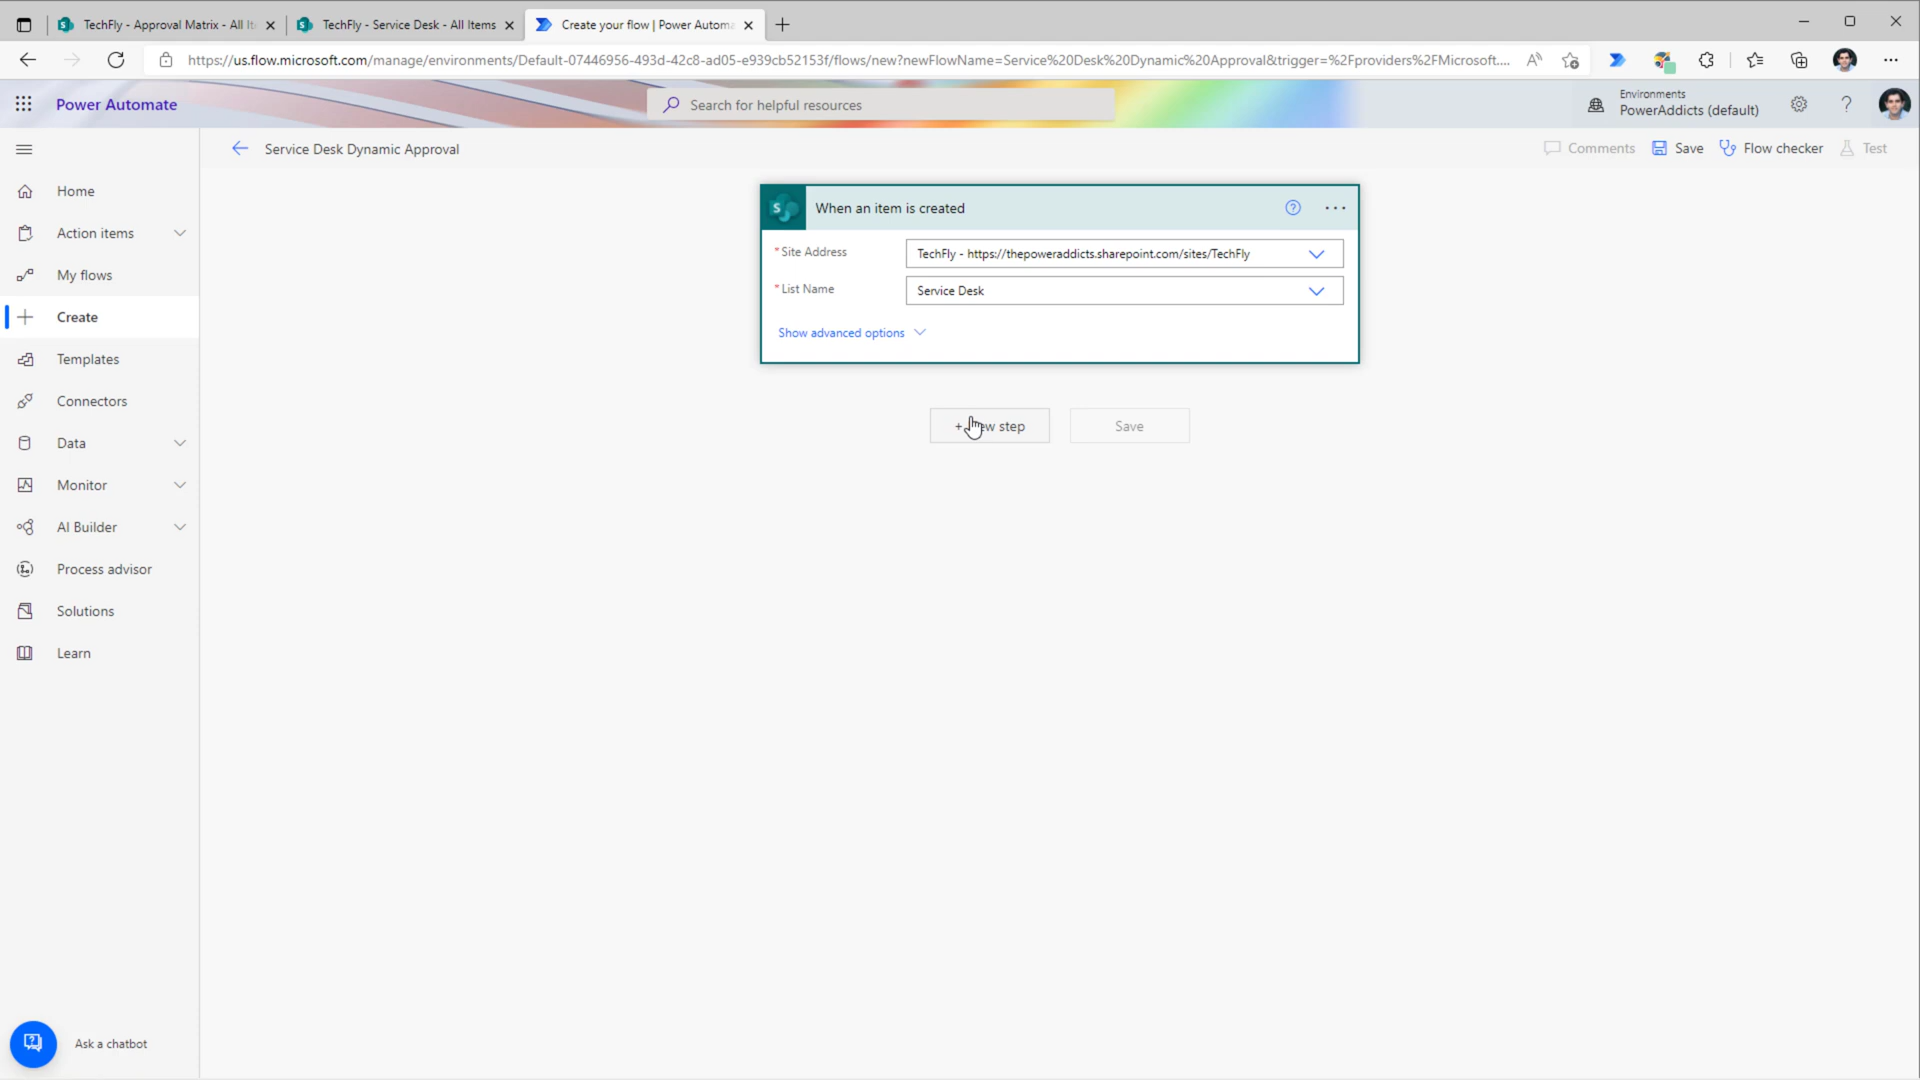 TechFly - Approval Matrix - All It
TechFly - Service Desk - All Items
Create your flow | Power Automa
https://us.flow.microsoft.com/manage/environments/Default-07446956-493d-42c8-ad05-e939cb52153f/flows/new?newFlowName=Service%20Desk%20Dynamic%20Approval&trigger=%2Fproviders%2FMicrosoft....
Power Automate
Search for helpful resources
Environments
PowerAddicts (default)
Service Desk Dynamic Approval
Comments
Save
Flow checker
Test
Home
Action items
My flows
Create
Templates
Connectors
Data
Monitor
AI Builder
Process advisor
Solutions
Learn
Ask a chatbot
S
When an item is created
* Site Address
TechFly - https://thepoweraddicts.sharepoint.com/sites/TechFly
* List Name
Service Desk
Show advanced options
+ New step
Save